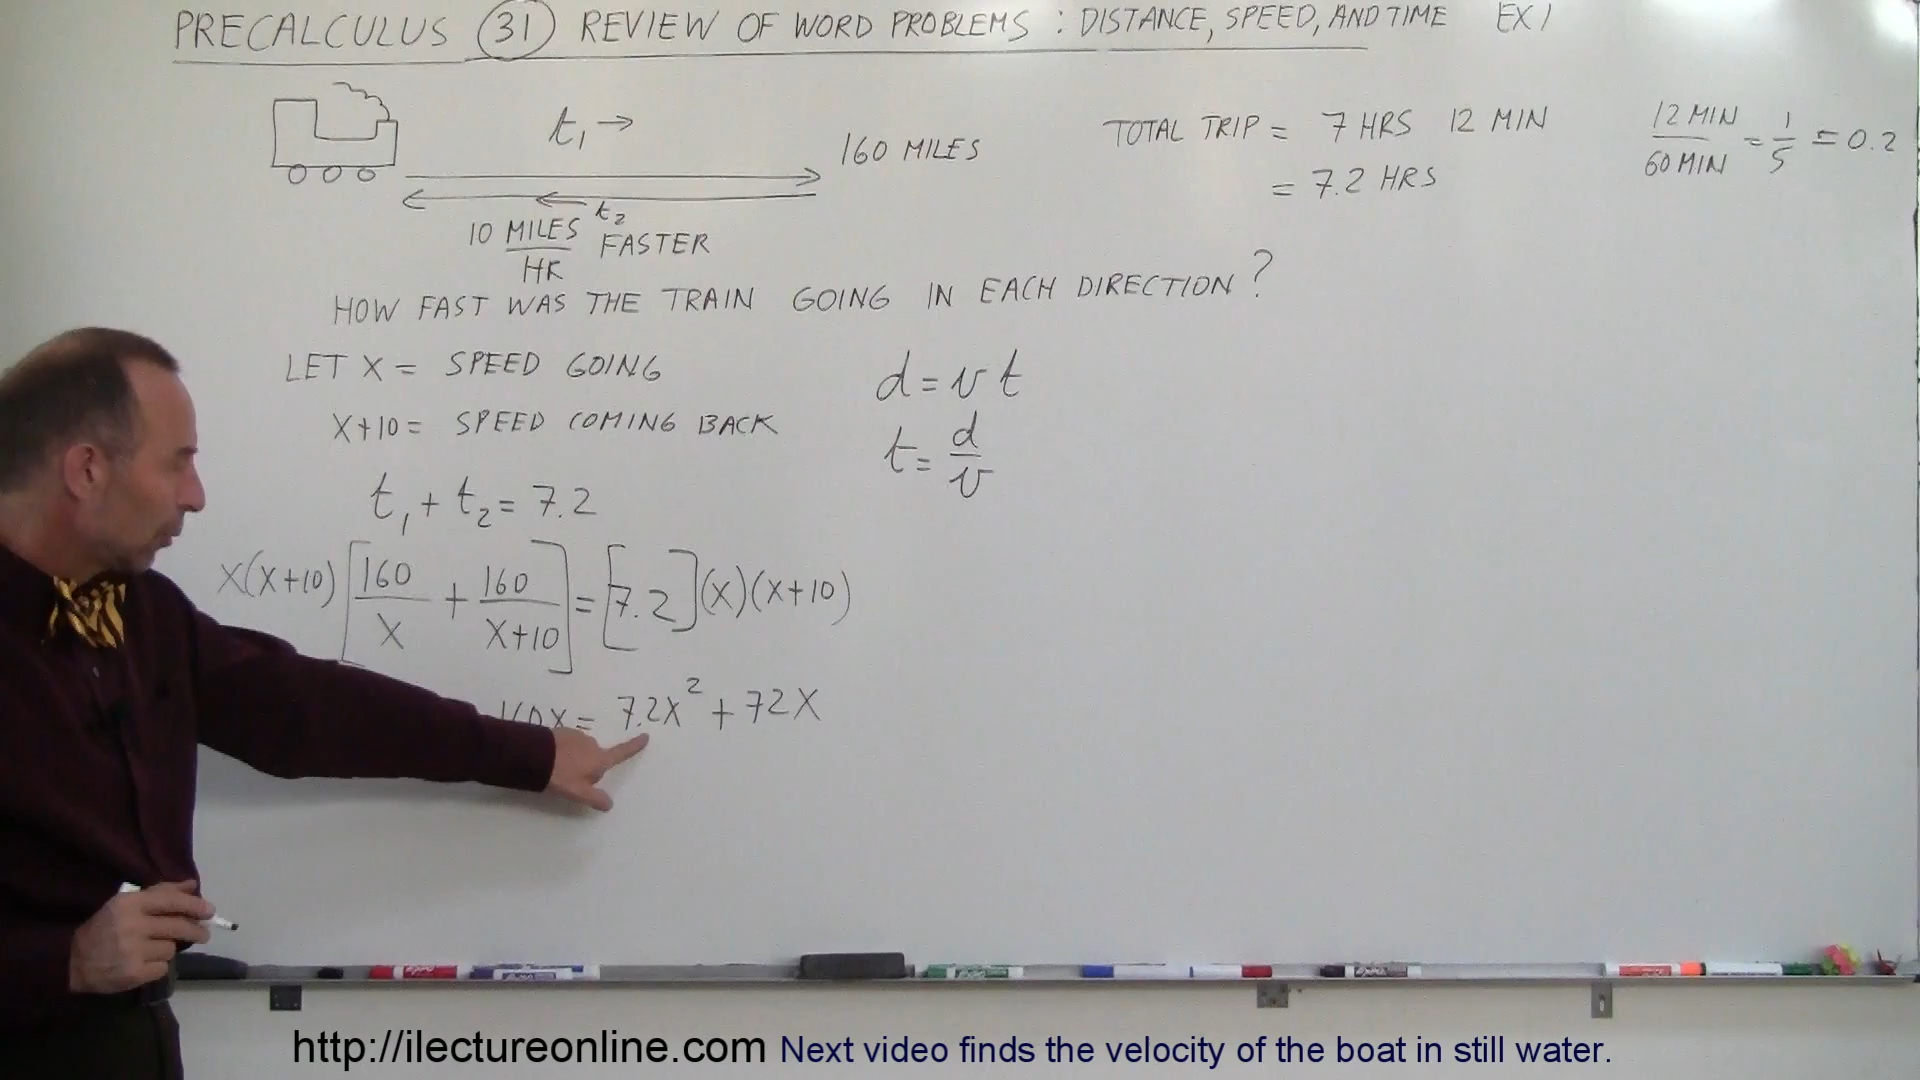 PRECALCULUS 31 REVIEW OF WORD PROBLEMS : DISTANCE, SPEED, AND TIME EX 1
t₁ →
160 MILES
TOTAL TRIP = 7 HRS 12 MIN
= 7.2 HRS
12 MIN / 60 MIN = 1/5 = 0.2
t₂
10 MILES/HR FASTER
HOW FAST WAS THE TRAIN GOING IN EACH DIRECTION?
LET X = SPEED GOING
X+10 = SPEED COMING BACK
d = v t
t = d/v
t₁ + t₂ = 7.2
X(X+10) [160/X + 160/(X+10)] = [7.2] (X)(X+10)
160X = 7.2X² + 72X
http://ilectureonline.com Next video finds the velocity of the boat in still water.